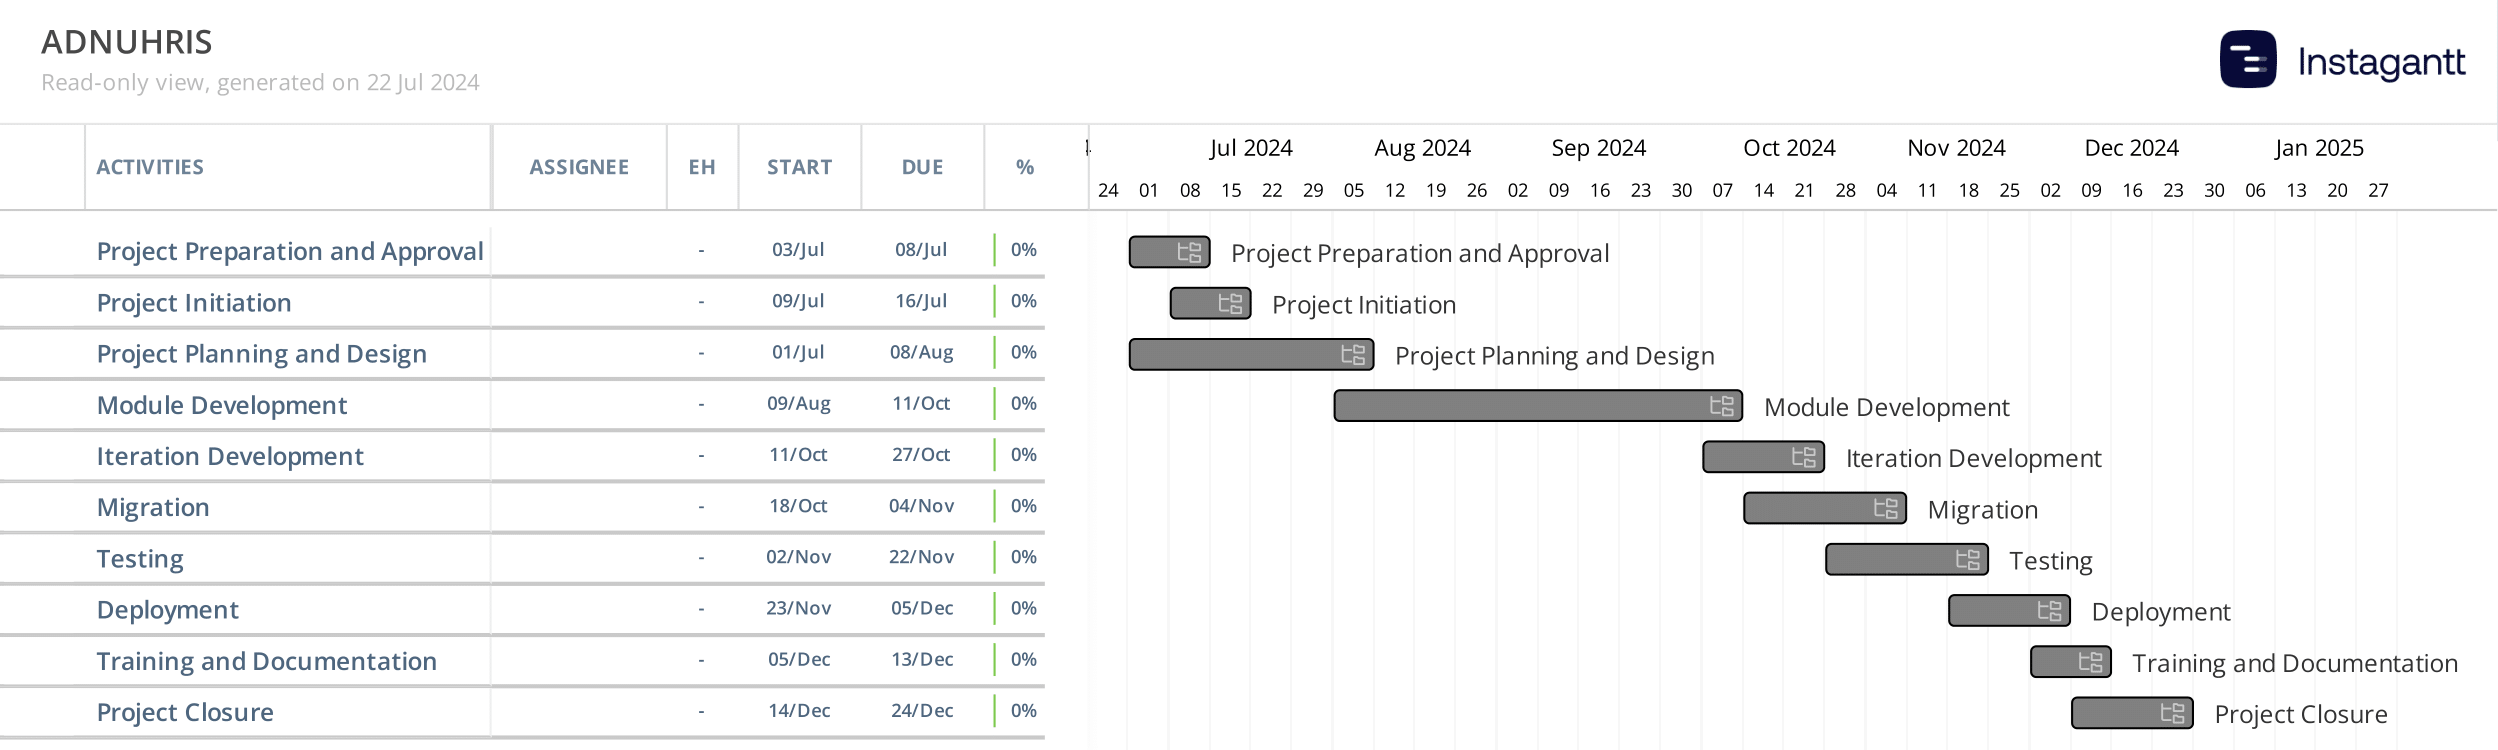 ADNUHRIS
Read-only view, generated on 22 Jul 2024
Instagantt
ACTIVITIES ASSIGNEE EH START DUE %
Jul 2024 Aug 2024 Sep 2024 Oct 2024 Nov 2024 Dec 2024 Jan 2025
24 01 08 15 22 29 05 12 19 26 02 09 16 23 30 07 14 21 28 04 11 18 25 02 09 16 23 30 06 13 20 27
Project Preparation and Approval - 03/Jul 08/Jul 0% Project Preparation and Approval
Project Initiation - 09/Jul 16/Jul 0% Project Initiation
Project Planning and Design - 01/Jul 08/Aug 0% Project Planning and Design
Module Development - 09/Aug 11/Oct 0% Module Development
Iteration Development - 11/Oct 27/Oct 0% Iteration Development
Migration - 18/Oct 04/Nov 0% Migration
Testing - 02/Nov 22/Nov 0% Testing
Deployment - 23/Nov 05/Dec 0% Deployment
Training and Documentation - 05/Dec 13/Dec 0% Training and Documentation
Project Closure - 14/Dec 24/Dec 0% Project Closure